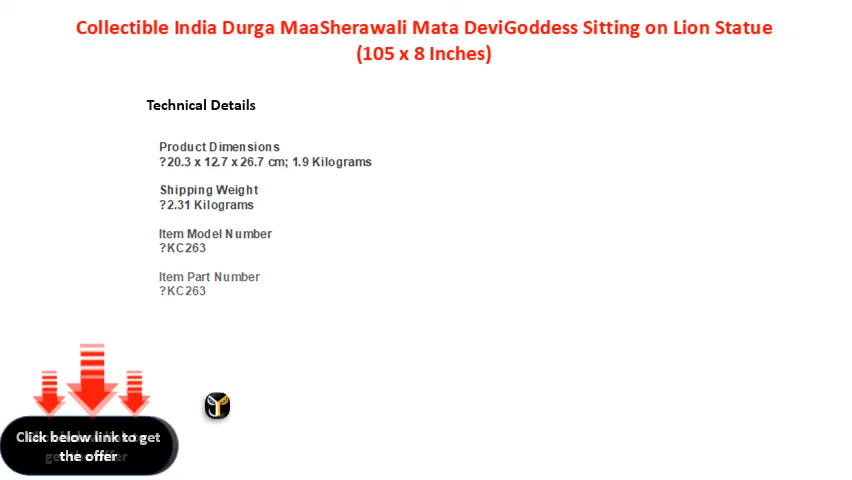 Collectible India Durga MaaSherawali Mata DeviGoddess Sitting on Lion Statue
(105 x 8 Inches)
Technical Details
Product Dimensions
?20.3 x 12.7 x 26.7 cm; 1.9 Kilograms
Shipping Weight
?2.31 Kilograms
Item Model Number
?KC263
Item Part Number
?KC263
Click below link to get
the offer